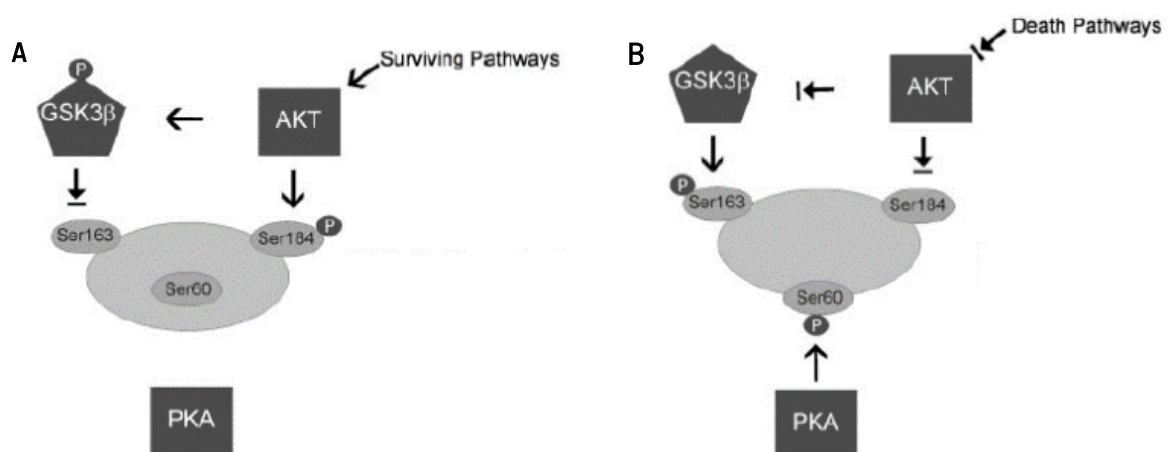 A
P
GSK3β
AKT
Surviving Pathways
Ser163
Ser184
P
Ser60
PKA
B
Death Pathways
GSK3β
AKT
P
Ser163
Ser184
Ser60
P
PKA